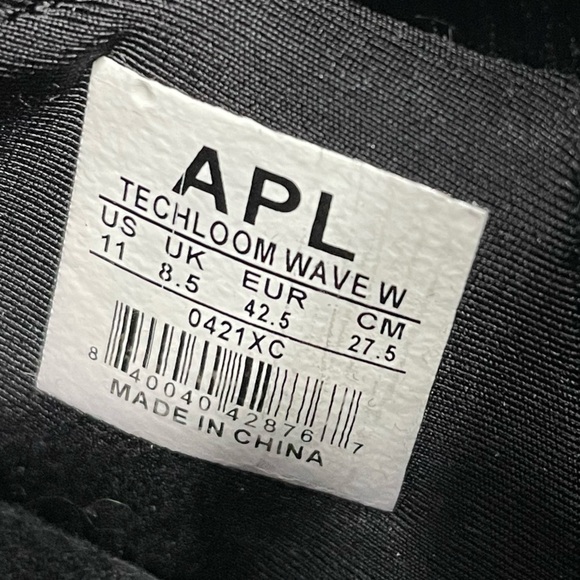 APL
TECHLOOM WAVE W
US UK EUR CM
11 8.5 42.5 27.5
0421XC
8 40040 42876 7
MADE IN CHINA